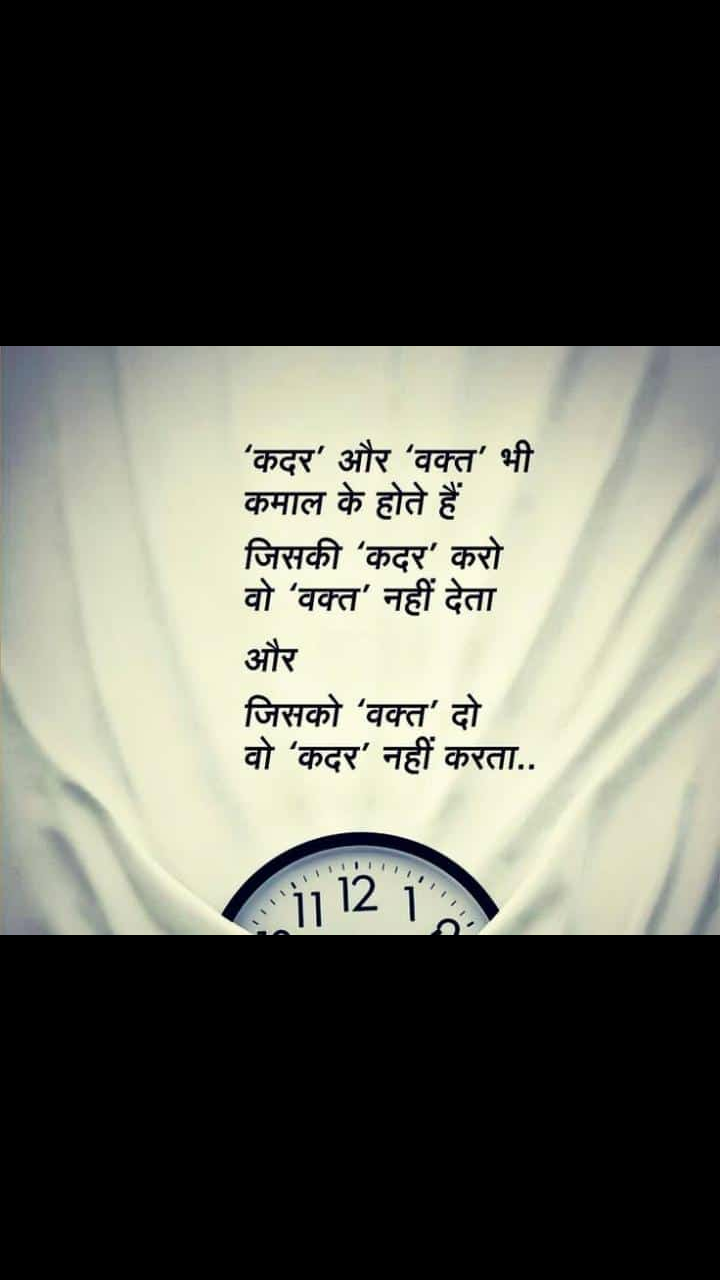 ‘कदर’ और ‘वक्त’ भी
कमाल के होते हैं
जिसकी ‘कदर’ करो
वो ‘वक्त’ नहीं देता
और
जिसको ‘वक्त’ दो
वो ‘कदर’ नहीं करता..
11 12 1